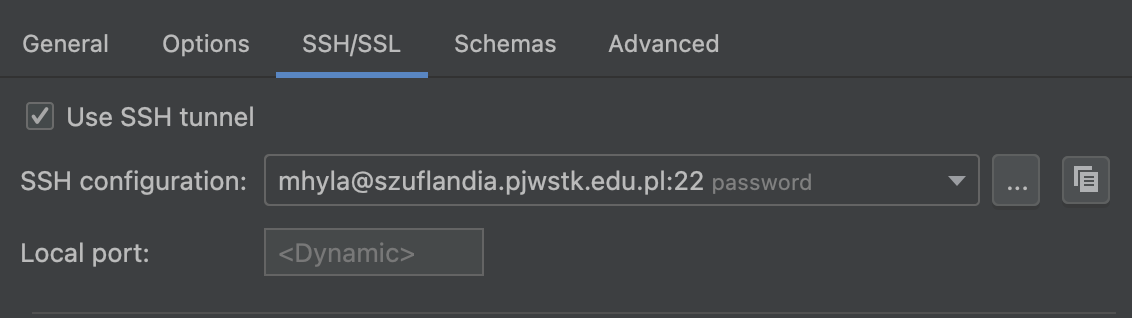 General Options SSH/SSL Schemas Advanced
Use SSH tunnel
SSH configuration: mhyla@szuflandia.pjwstk.edu.pl:22 password ...
Local port: <Dynamic>